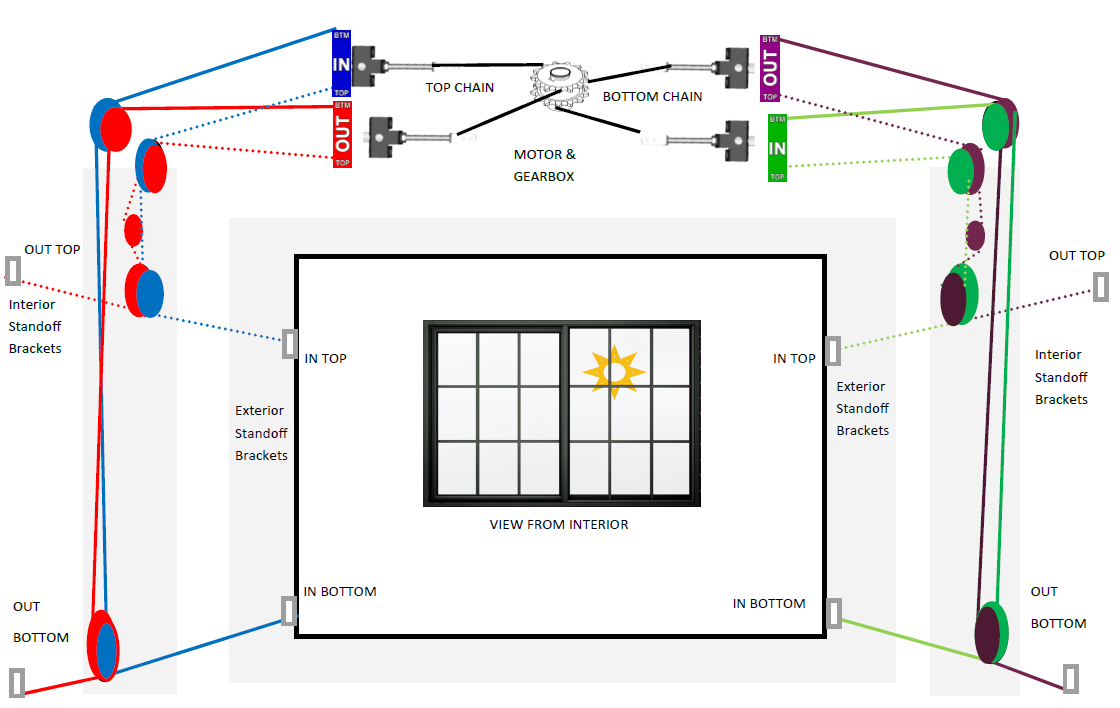 BTM
IN
TOP
BTM
OUT
TOP
TOP CHAIN
BOTTOM CHAIN
MOTOR &
GEARBOX
BTM
OUT
TOP
BTM
IN
TOP
OUT TOP
Interior
Standoff
Brackets
OUT TOP
IN TOP
IN TOP
Interior
Standoff
Brackets
Exterior
Standoff
Brackets
Exterior
Standoff
Brackets
VIEW FROM INTERIOR
IN BOTTOM
IN BOTTOM
OUT
BOTTOM
OUT
BOTTOM